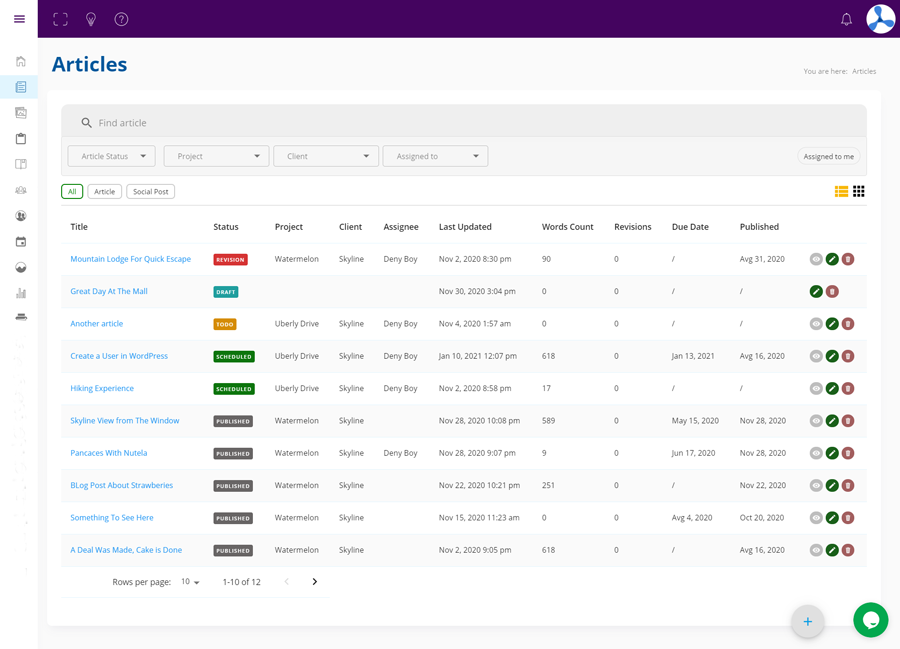 Articles
You are here: Articles
Find article
Article Status Project Client Assigned to Assigned to me
All Article Social Post
Title Status Project Client Assignee Last Updated Words Count Revisions Due Date Published
Mountain Lodge For Quick Escape REVISION Watermelon Skyline Deny Boy Nov 2, 2020 8:30 pm 90 0 / Avg 31, 2020
Great Day At The Mall DRAFT Nov 30, 2020 3:04 pm 0 0 / /
Another article TODO Uberly Drive Skyline Deny Boy Nov 4, 2020 1:57 am 0 0 / /
Create a User in WordPress SCHEDULED Uberly Drive Skyline Deny Boy Jan 10, 2021 12:07 pm 618 0 Jan 13, 2021 Avg 16, 2020
Hiking Experience SCHEDULED Uberly Drive Skyline Deny Boy Nov 2, 2020 8:58 pm 17 0 / /
Skyline View from The Window PUBLISHED Watermelon Skyline Deny Boy Nov 28, 2020 10:08 pm 589 0 May 15, 2020 Nov 28, 2020
Pancaces With Nutela PUBLISHED Watermelon Skyline Deny Boy Nov 28, 2020 9:07 pm 9 0 Jun 17, 2020 Nov 28, 2020
BLog Post About Strawberies PUBLISHED Watermelon Skyline Nov 22, 2020 10:21 pm 251 0 / Nov 22, 2020
Something To See Here PUBLISHED Watermelon Skyline Nov 15, 2020 11:23 am 0 0 Avg 4, 2020 Oct 20, 2020
A Deal Was Made, Cake is Done PUBLISHED Watermelon Skyline Nov 2, 2020 9:05 pm 618 0 / Avg 16, 2020
Rows per page: 10 1-10 of 12